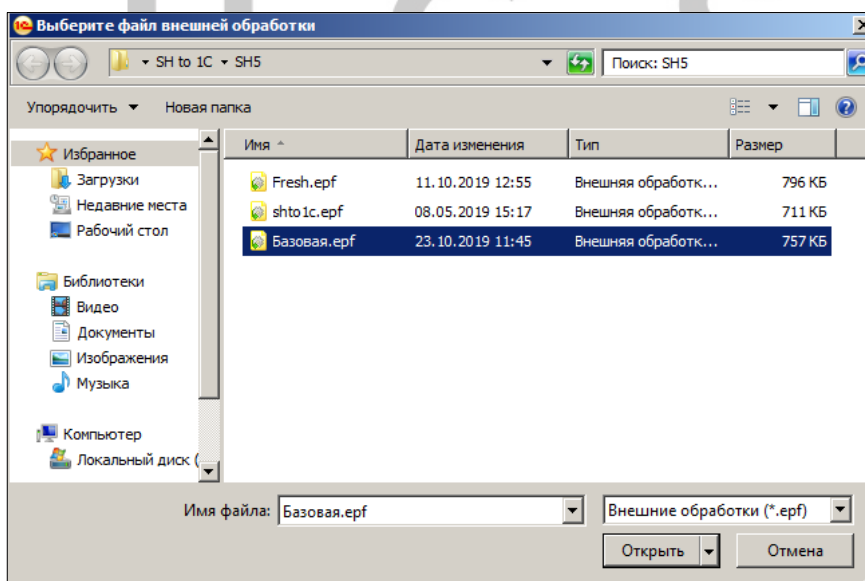 Выберите файл внешней обработки
SH to 1C SH5
Поиск: SH5
Упорядочить Новая папка
Имя Дата изменения Тип Размер
Избранное
Загрузки
Недавние места
Рабочий стол
Библиотеки
Видео
Документы
Изображения
Музыка
Компьютер
Локальный диск (
Fresh.epf 11.10.2019 12:55 Внешняя обработк... 796 КБ
shto1c.epf 08.05.2019 15:17 Внешняя обработк... 711 КБ
Базовая.epf 23.10.2019 11:45 Внешняя обработк... 757 КБ
Имя файла: Базовая.epf Внешние обработки (*.epf)
Открыть Отмена